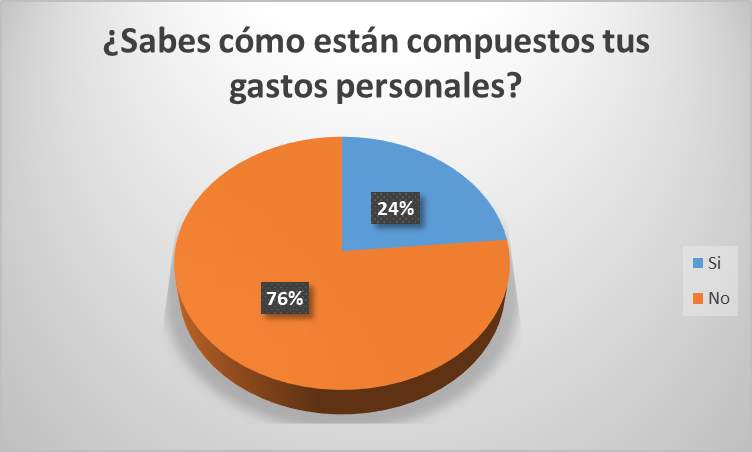 ¿Sabes cómo están compuestos tus
gastos personales?
24%
76%
Si
No